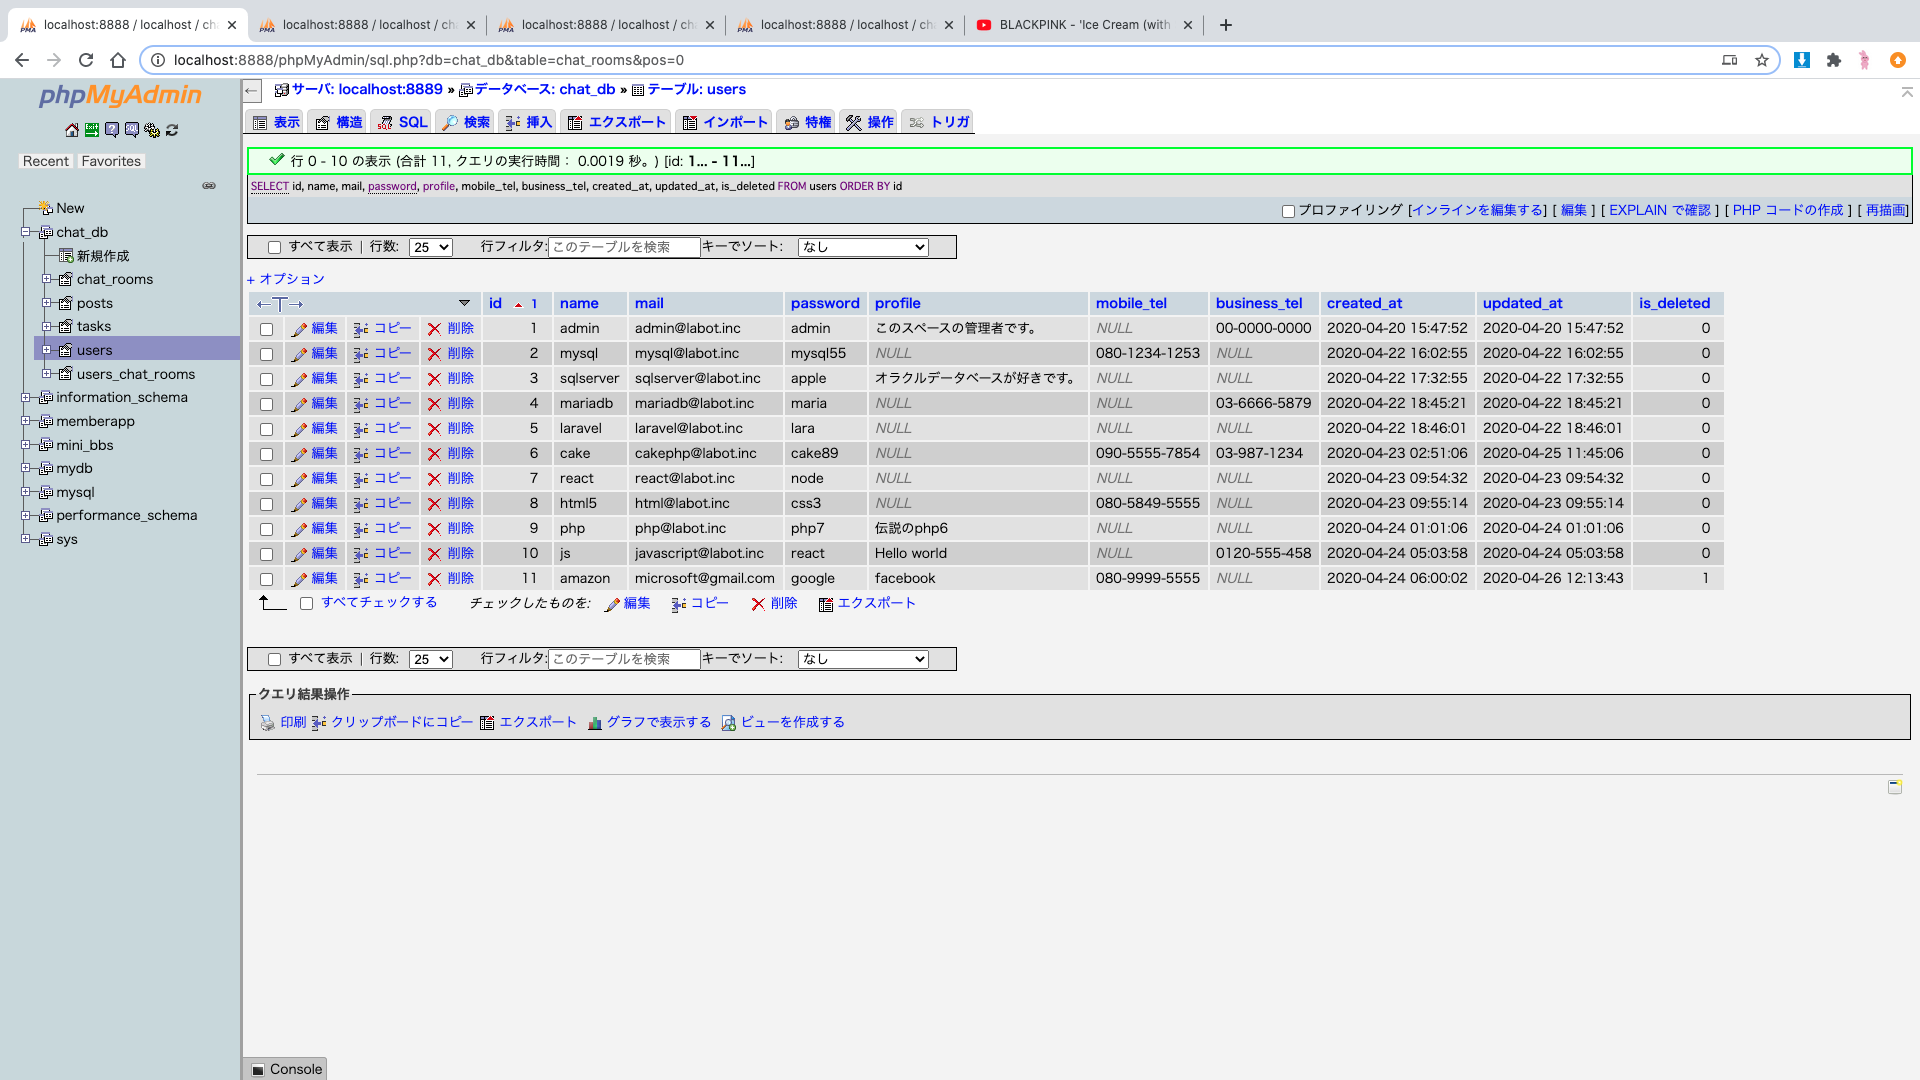 localhost:8888 / localhost / ch
localhost:8888 / localhost / ch
localhost:8888 / localhost / ch
localhost:8888 / localhost / ch
BLACKPINK - 'Ice Cream (with
localhost:8888/phpMyAdmin/sql.php?db=chat_db&table=chat_rooms&pos=0
phpMyAdmin
Recent Favorites
New
chat_db
新規作成
chat_rooms
posts
tasks
users
users_chat_rooms
information_schema
memberapp
mini_bbs
mydb
mysql
performance_schema
sys
サーバ: localhost:8889 » データベース: chat_db » テーブル: users
表示 構造 SQL 検索 挿入 エクスポート インポート 特権 操作 トリガ
行 0 - 10 の表示 (合計 11, クエリの実行時間： 0.0019 秒。) [id: 1... - 11...]
SELECT id, name, mail, password, profile, mobile_tel, business_tel, created_at, updated_at, is_deleted FROM users ORDER BY id
プロファイリング [インラインを編集する] [ 編集 ] [ EXPLAIN で確認 ] [ PHP コードの作成 ] [ 再描画]
すべて表示 | 行数: 25 行フィルタ: このテーブルを検索 キーでソート: なし
+ オプション
←T→ id 1 name mail password profile mobile_tel business_tel created_at updated_at is_deleted
編集 コピー 削除 1 admin admin@labot.inc admin このスペースの管理者です。 NULL 00-0000-0000 2020-04-20 15:47:52 2020-04-20 15:47:52 0
編集 コピー 削除 2 mysql mysql@labot.inc mysql55 NULL 080-1234-1253 NULL 2020-04-22 16:02:55 2020-04-22 16:02:55 0
編集 コピー 削除 3 sqlserver sqlserver@labot.inc apple オラクルデータベースが好きです。 NULL NULL 2020-04-22 17:32:55 2020-04-22 17:32:55 0
編集 コピー 削除 4 mariadb mariadb@labot.inc maria NULL NULL 03-6666-5879 2020-04-22 18:45:21 2020-04-22 18:45:21 0
編集 コピー 削除 5 laravel laravel@labot.inc lara NULL NULL NULL 2020-04-22 18:46:01 2020-04-22 18:46:01 0
編集 コピー 削除 6 cake cakephp@labot.inc cake89 NULL 090-5555-7854 03-987-1234 2020-04-23 02:51:06 2020-04-25 11:45:06 0
編集 コピー 削除 7 react react@labot.inc node NULL NULL NULL 2020-04-23 09:54:32 2020-04-23 09:54:32 0
編集 コピー 削除 8 html5 html@labot.inc css3 NULL 080-5849-5555 NULL 2020-04-23 09:55:14 2020-04-23 09:55:14 0
編集 コピー 削除 9 php php@labot.inc php7 伝説のphp6 NULL NULL 2020-04-24 01:01:06 2020-04-24 01:01:06 0
編集 コピー 削除 10 js javascript@labot.inc react Hello world NULL 0120-555-458 2020-04-24 05:03:58 2020-04-24 05:03:58 0
編集 コピー 削除 11 amazon microsoft@gmail.com google facebook 080-9999-5555 NULL 2020-04-24 06:00:02 2020-04-26 12:13:43 1
すべてチェックする チェックしたものを: 編集 コピー 削除 エクスポート
すべて表示 | 行数: 25 行フィルタ: このテーブルを検索 キーでソート: なし
クエリ結果操作
印刷 クリップボードにコピー エクスポート グラフで表示する ビューを作成する
Console